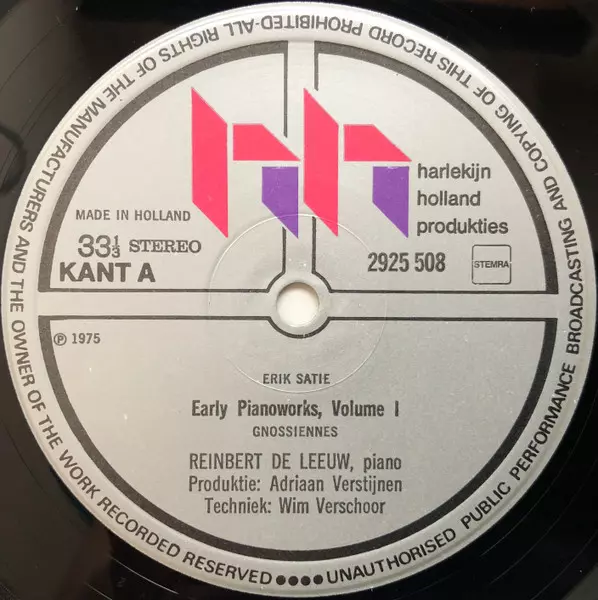 ALL RIGHTS OF THE MANUFACTURERS AND THE OWNER OF THE WORK RECORDED RESERVED ●●●● UNAUTHORISED PUBLIC PERFORMANCE BROADCASTING AND COPYING OF THIS RECORD PROHIBITED-
hh
harlekijn
holland
produkties
MADE IN HOLLAND
33⅓ STEREO
KANT A
2925 508
STEMRA
℗ 1975
ERIK SATIE
Early Pianoworks, Volume I
GNOSSIENNES
REINBERT DE LEEUW, piano
Produktie: Adriaan Verstijnen
Techniek: Wim Verschoor